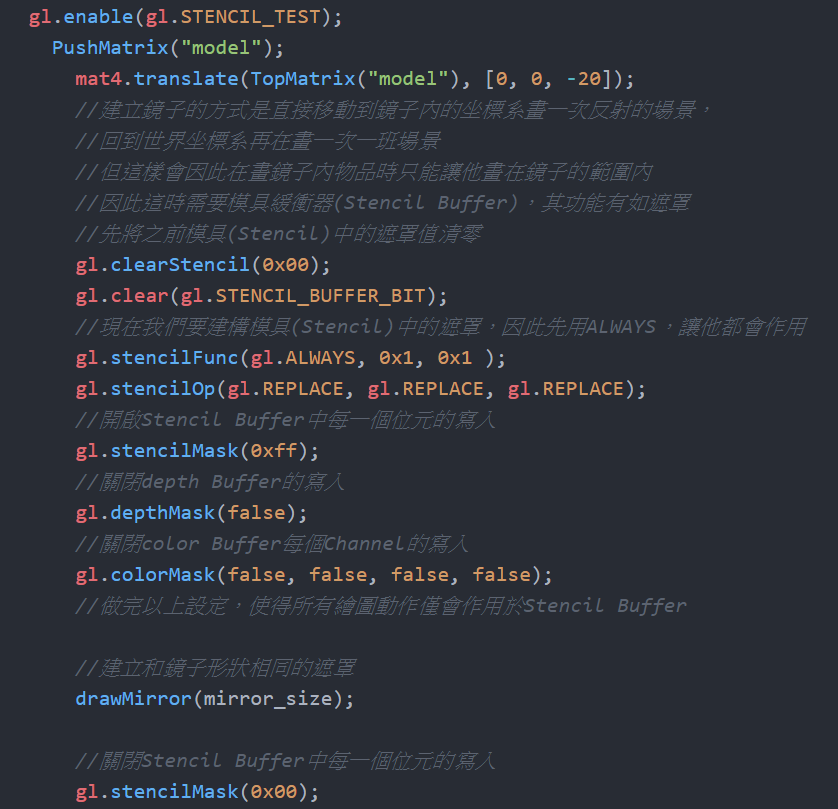 gl.enable(gl.STENCIL_TEST);
PushMatrix("model");
mat4.translate(TopMatrix("model"), [0, 0, -20]);
//建立鏡子的方式是直接移動到鏡子內的坐標系畫一次反射的場景，
//回到世界坐標系再在畫一次一班場景
//但這樣會因此在畫鏡子內物品時只能讓他畫在鏡子的範圍內
//因此這時需要模具緩衝器(Stencil Buffer)，其功能有如遮罩
//先將之前模具(Stencil)中的遮罩值清零
gl.clearStencil(0x00);
gl.clear(gl.STENCIL_BUFFER_BIT);
//現在我們要建構模具(Stencil)中的遮罩，因此先用ALWAYS，讓他都會作用
gl.stencilFunc(gl.ALWAYS, 0x1, 0x1 );
gl.stencilOp(gl.REPLACE, gl.REPLACE, gl.REPLACE);
//開啟Stencil Buffer中每一個位元的寫入
gl.stencilMask(0xff);
//關閉depth Buffer的寫入
gl.depthMask(false);
//關閉color Buffer每個Channel的寫入
gl.colorMask(false, false, false, false);
//做完以上設定，使得所有繪圖動作僅會作用於Stencil Buffer
//建立和鏡子形狀相同的遮罩
drawMirror(mirror_size);
//關閉Stencil Buffer中每一個位元的寫入
gl.stencilMask(0x00);